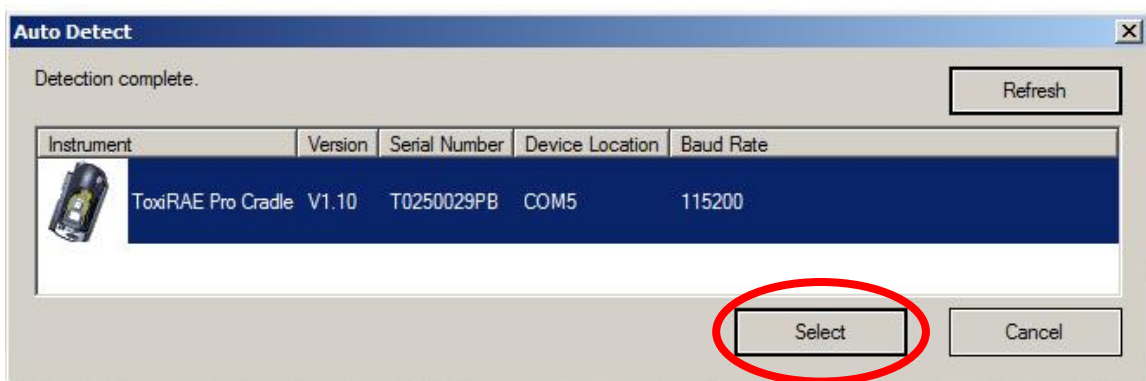 Auto Detect
Detection complete.
Refresh
Instrument Version Serial Number Device Location Baud Rate
ToxiRAE Pro Cradle V1.10 T0250029PB COM5 115200
Select Cancel